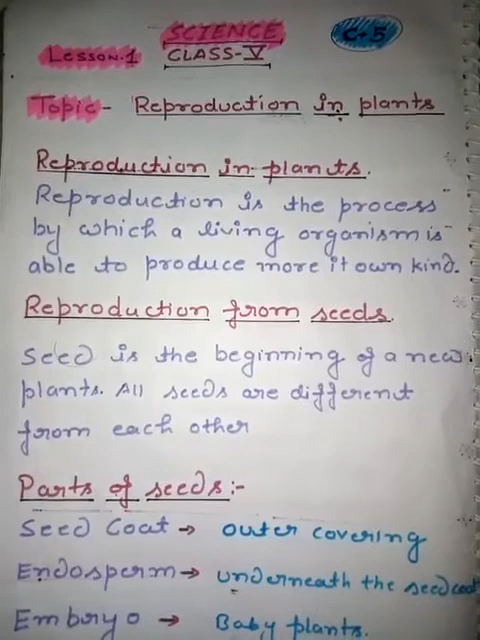 SCIENCE
C-5
Lesson.1
CLASS-V
Topic- Reproduction in plants
Reproduction in plants.
Reproduction is the process
by which a living organism is
able to produce more it own kind.
Reproduction from seeds.
Seed is the beginning of a new
plants. All seeds are different
from each other
Parts of seeds:-
Seed Coat → outer covering
Endosperm → underneath the seed coat
Embryo → Baby plants.